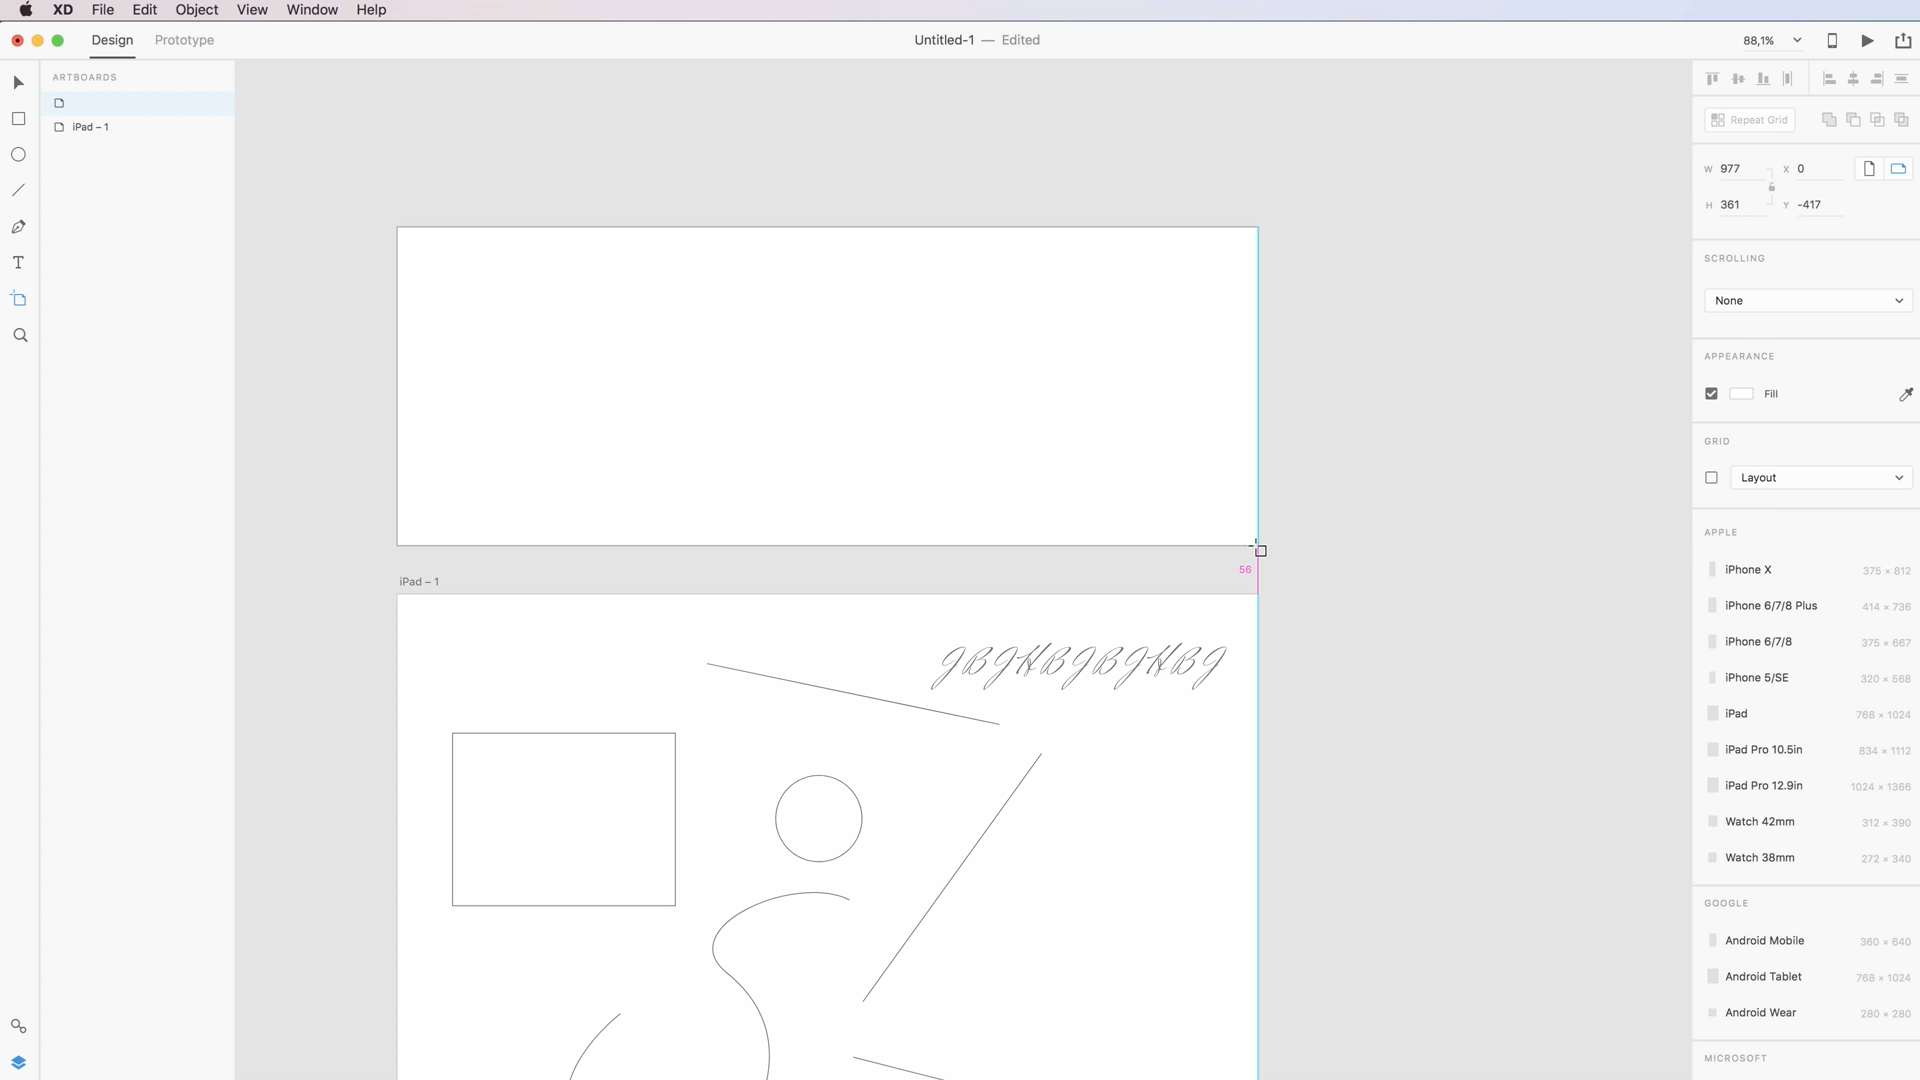 XD File Edit Object View Window Help
Design Prototype
Untitled-1 — Edited
88,1%
ARTBOARDS
iPad – 1
Repeat Grid
W 977 X 0
H 361 Y -417
SCROLLING
None
APPEARANCE
Fill
GRID
Layout
APPLE
iPhone X 375 × 812
iPhone 6/7/8 Plus 414 × 736
iPhone 6/7/8 375 × 667
iPhone 5/SE 320 × 568
iPad 768 × 1024
iPad Pro 10.5in 834 × 1112
iPad Pro 12.9in 1024 × 1366
Watch 42mm 312 × 390
Watch 38mm 272 × 340
GOOGLE
Android Mobile 360 × 640
Android Tablet 768 × 1024
Android Wear 280 × 280
MICROSOFT
56
iPad – 1